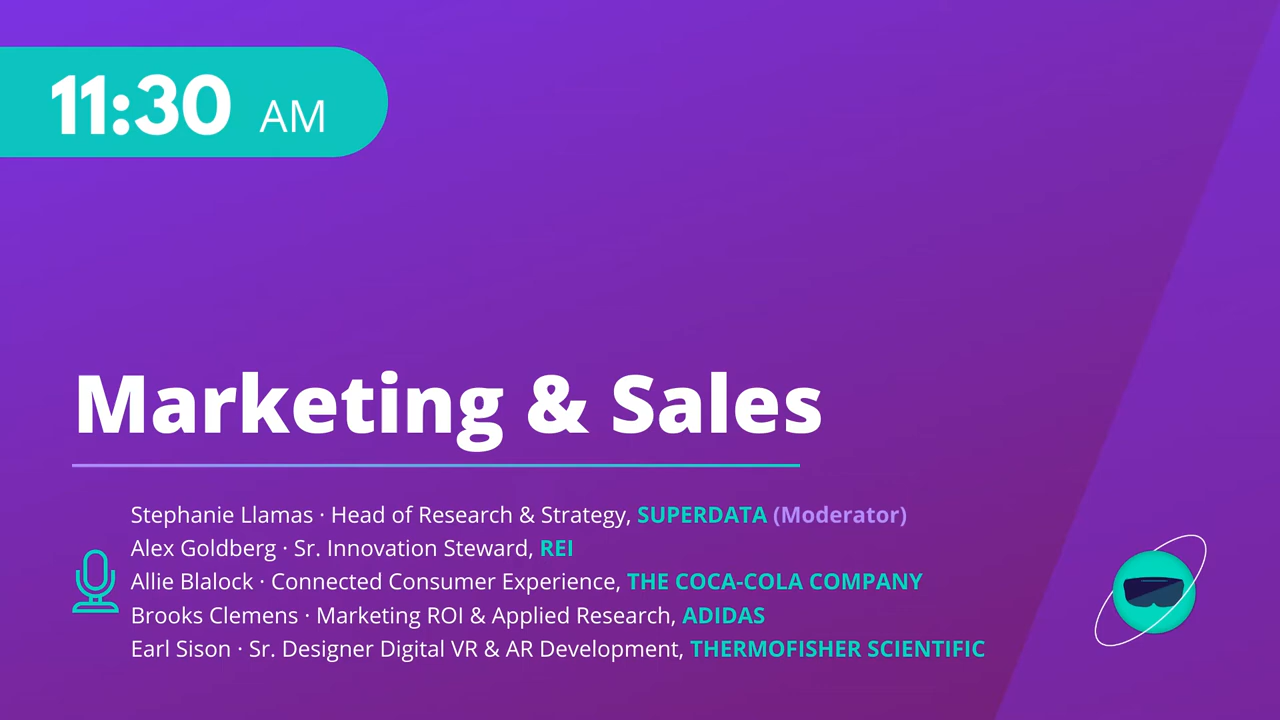 11:30 AM
Marketing & Sales
Stephanie Llamas · Head of Research & Strategy, SUPERDATA (Moderator)
Alex Goldberg · Sr. Innovation Steward, REI
Allie Blalock · Connected Consumer Experience, THE COCA-COLA COMPANY
Brooks Clemens · Marketing ROI & Applied Research, ADIDAS
Earl Sison · Sr. Designer Digital VR & AR Development, THERMOFISHER SCIENTIFIC